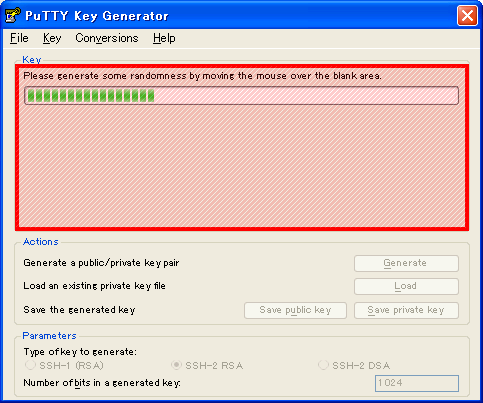 PuTTY Key Generator
File Key Conversions Help
Key
Please generate some randomness by moving the mouse over the blank area.
Actions
Generate a public/private key pair
Generate
Load an existing private key file
Load
Save the generated key
Save public key
Save private key
Parameters
Type of key to generate:
SSH-1 (RSA)
SSH-2 RSA
SSH-2 DSA
Number of bits in a generated key:
1024